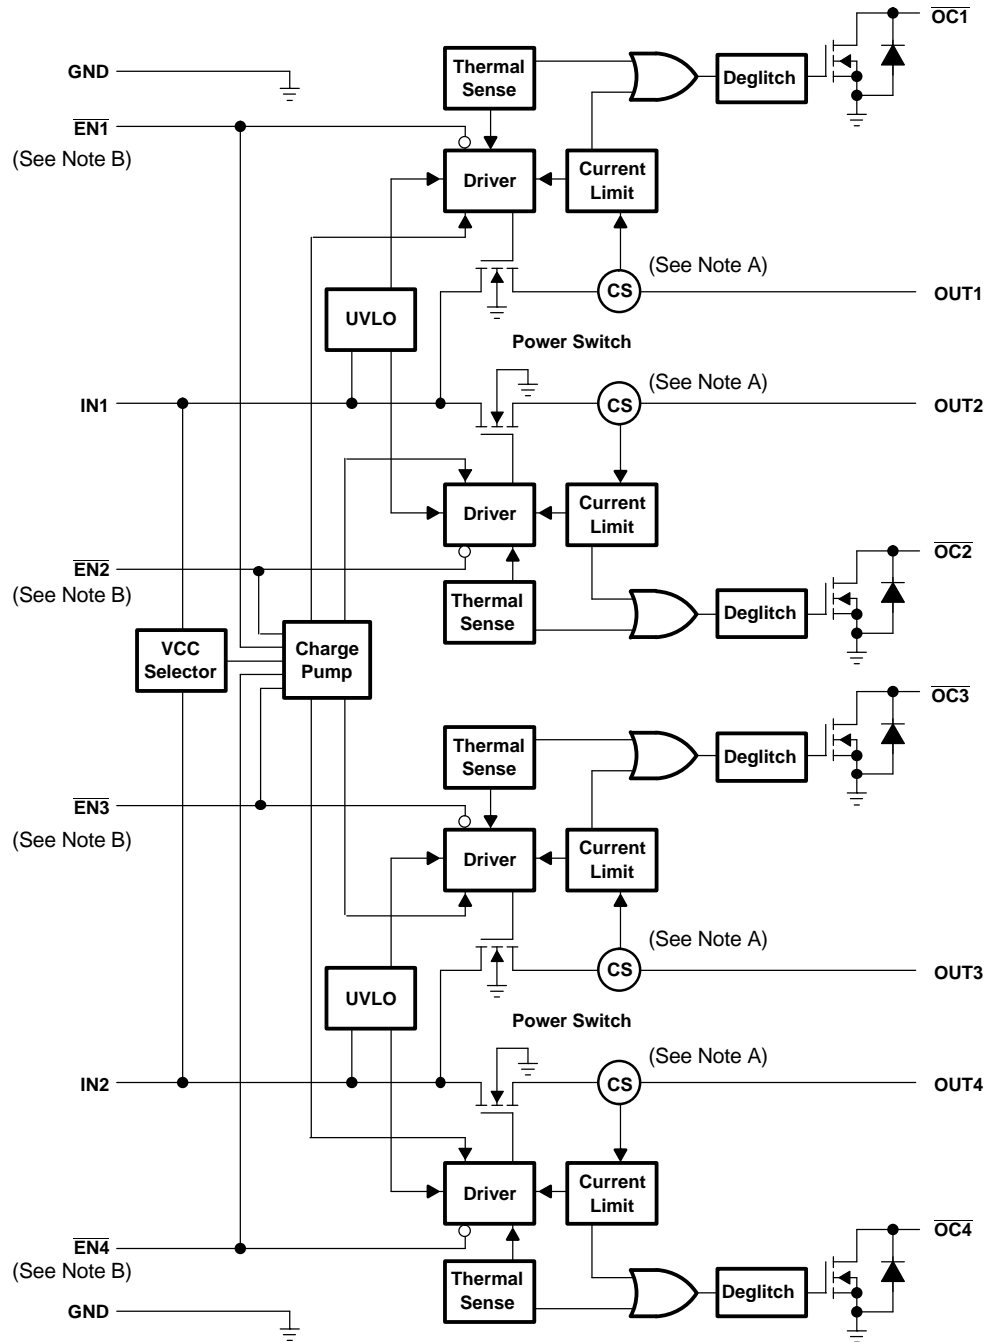 OC1
GND
Thermal
Sense
Deglitch
EN1
(See Note B)
Driver
Current
Limit
(See Note A)
CS
OUT1
UVLO
Power Switch
(See Note A)
IN1
CS
OUT2
Driver
Current
Limit
OC2
EN2
(See Note B)
Thermal
Sense
Deglitch
VCC
Selector
Charge
Pump
OC3
Thermal
Sense
Deglitch
EN3
(See Note B)
Driver
Current
Limit
(See Note A)
CS
OUT3
UVLO
Power Switch
(See Note A)
IN2
CS
OUT4
Driver
Current
Limit
OC4
EN4
(See Note B)
Thermal
Sense
Deglitch
GND